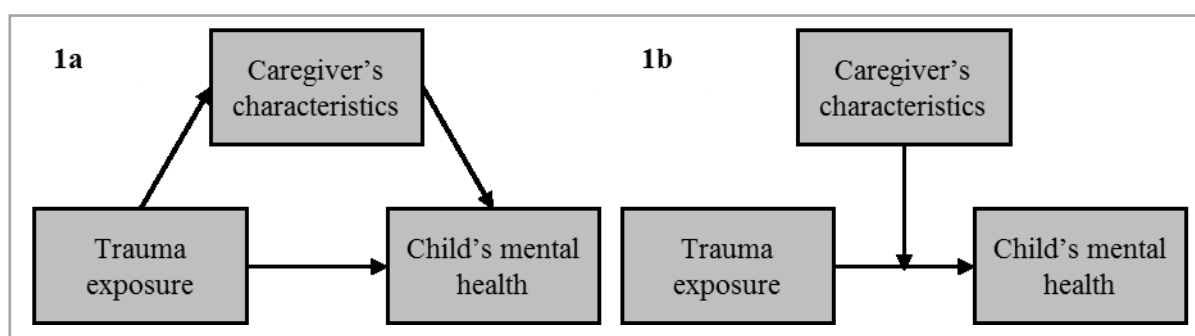 1a
Caregiver’s
characteristics
Trauma
exposure
Child’s mental
health
1b
Caregiver’s
characteristics
Trauma
exposure
Child’s mental
health